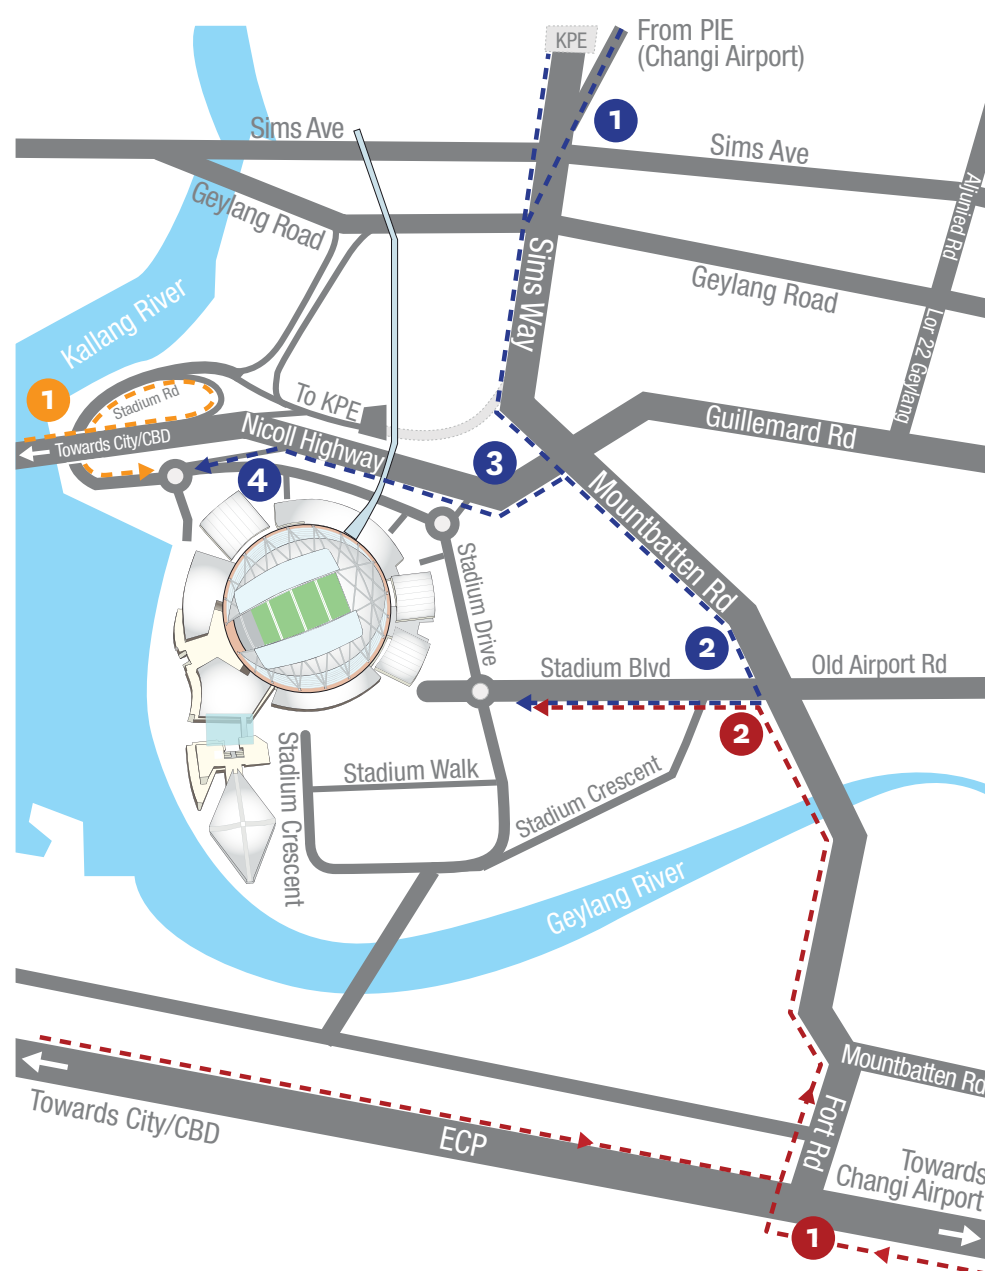 KPE
From PIE
(Changi Airport)
1
Sims Ave
Sims Ave
Aljunied Rd
Geylang Road
Sims Way
Geylang Road
Kallang River
Lor 22 Geylang
1
Stadium Rd
To KPE
Guillemard Rd
Towards City/CBD
Nicoll Highway
3
4
Mountbatten Rd
Stadium Drive
2
Stadium Blvd
Old Airport Rd
2
Stadium Crescent
Stadium Walk
Stadium Crescent
Geylang River
Mountbatten Rd
Towards City/CBD
ECP
Fort Rd
Towards
Changi Airport
1